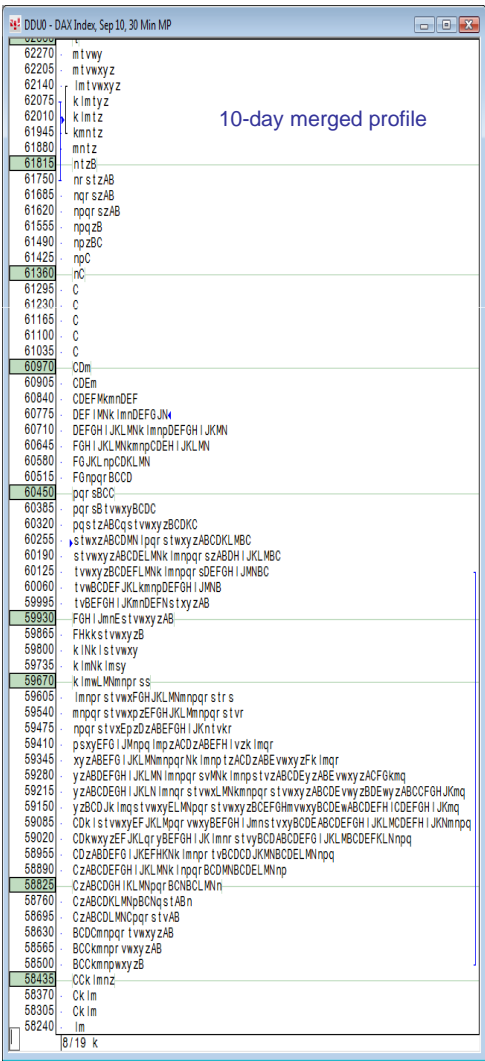 DDU0 - DAX Index, Sep 10, 30 Min MP
62270 mtvwy
62205 mtvwxyz
62140 lmtvwxyz
62075 klmtyz
62010 klmtz
10-day merged profile
61945 kmntz
61880 mntz
61815 ntzB
61750 nrstzAB
61685 nqrszAB
61620 npqrszAB
61555 npqzB
61490 npzBC
61425 npC
61360 nC
61295 C
61230 C
61165 C
61100 C
61035 C
60970 CDm
60905 CDEm
60840 CDEFMkmnDEF
60775 DEFIMNklmnDEFGJN
60710 DEFGHIJKLMNklmnpDEFGHIJKMN
60645 FGHIJKLMNkmnpCDEHIJKLMN
60580 FGJKLnpCDKLMN
60515 FGnpqrBCCD
60450 pqrsBCC
60385 pqrsBtvwxyBCDC
60320 pqstzABCqstvwxyzBCDKC
60255 stwxzABCDMNlpqrstwxyzABCDKLMBC
60190 stvwxyzABCDELMNklmnpqrszABDHIJKLMBC
60125 tvwxyzBCDEFLMNklmnpqrsDEFGHIJMNBC
60060 tvwBCDEFJKLkmnpDEFGHIJMNB
59995 tvBEFGHIJKmnDEFNstxyzAB
59930 FGHIJmnEstvwxyzAB
59865 FHkkstvwxyzB
59800 klNklstvwxy
59735 klmNklmsy
59670 klmwLMNmnprss
59605 lmnprstvwxFGHJKLMNmnpqrstrs
59540 mnpqrstvwxpzEFGHJKLMmnpqrstvr
59475 npqrstvxEpzDzABEFGHIJKntvkr
59410 psxyEFGIJMnpqlmpzACDzABEFHIvzklmqr
59345 xyzABEFGIJKLMNmnpqrNklmnptzACDzABEvwxyzFklmqr
59280 yzABDEFGHIJKLMNlmnpqrsvMNklmnpstvzABCDEyzABEvwxyzACFGkmq
59215 yzABCDEGHIJKLNlmnqrstvwxLMNkmnpqrstvwxyzABCDEvwyzBDEwyzABCCFGHJKmq
59150 yzBCDJklmqstvwxyELMNpqrstvwxyzBCEFGHmvwxyBCDEwABCDEFHICDEFGHIJKmq
59085 CDklstvwxyEFJKLMpqrvwxyBEFGHIJmnstvxyBCDEABCDEFGHIJKLMCDEFHIJKNmnpq
59020 CDkwxyzEFJKLqryBEFGHIJKlmnrstvyBCDABCDEFGIJKLMBCDEFKLNnpq
58955 CDzABDEFGIJKEFHKNklmnprtvBCDCDJKMNBCDELMNnpq
58890 CzABCDEFGHIJKLMNklnpqrBCDMNBCDELMNnp
58825 CzABCDGHIKLMNpqrBCNBCLMNn
58760 CzABCDKLMNpBCNqstABn
58695 CzABCDLMNCpqrstvAB
58630 BCDCmnpqrtvwxyzAB
58565 BCCkmnprvwxyzAB
58500 BCCkmnpwxyzB
58435 CCklmnz
58370 Cklm
58305 Cklm
58240 lm
8/19 k